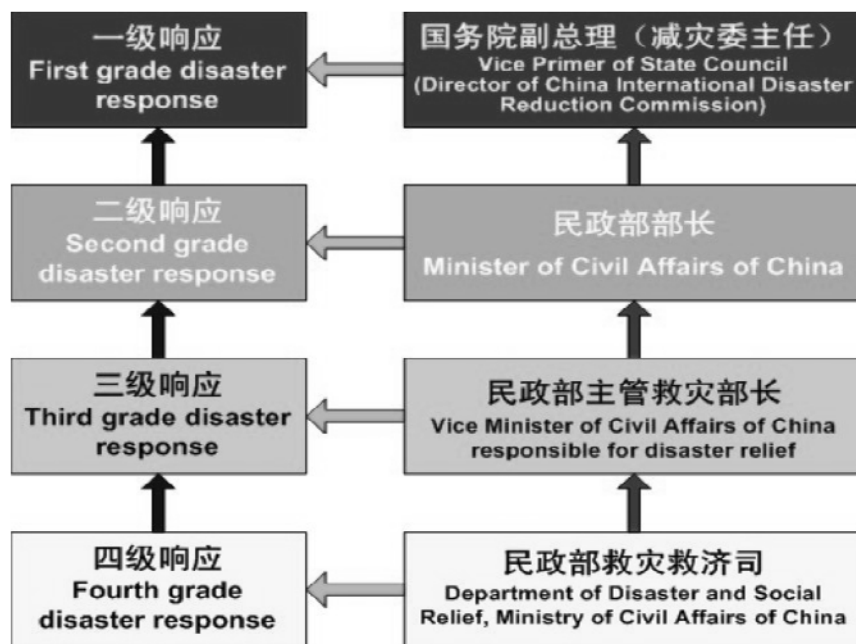 一级响应
First grade disaster
response
国务院副总理（减灾委主任）
Vice Primer of State Council
(Director of China International Disaster
Reduction Commission)
二级响应
Second grade
disaster response
民政部部长
Minister of Civil Affairs of China
三级响应
Third grade disaster
response
民政部主管救灾部长
Vice Minister of Civil Affairs of China
responsible for disaster relief
四级响应
Fourth grade
disaster response
民政部救灾救济司
Department of Disaster and Social
Relief, Ministry of Civil Affairs of China